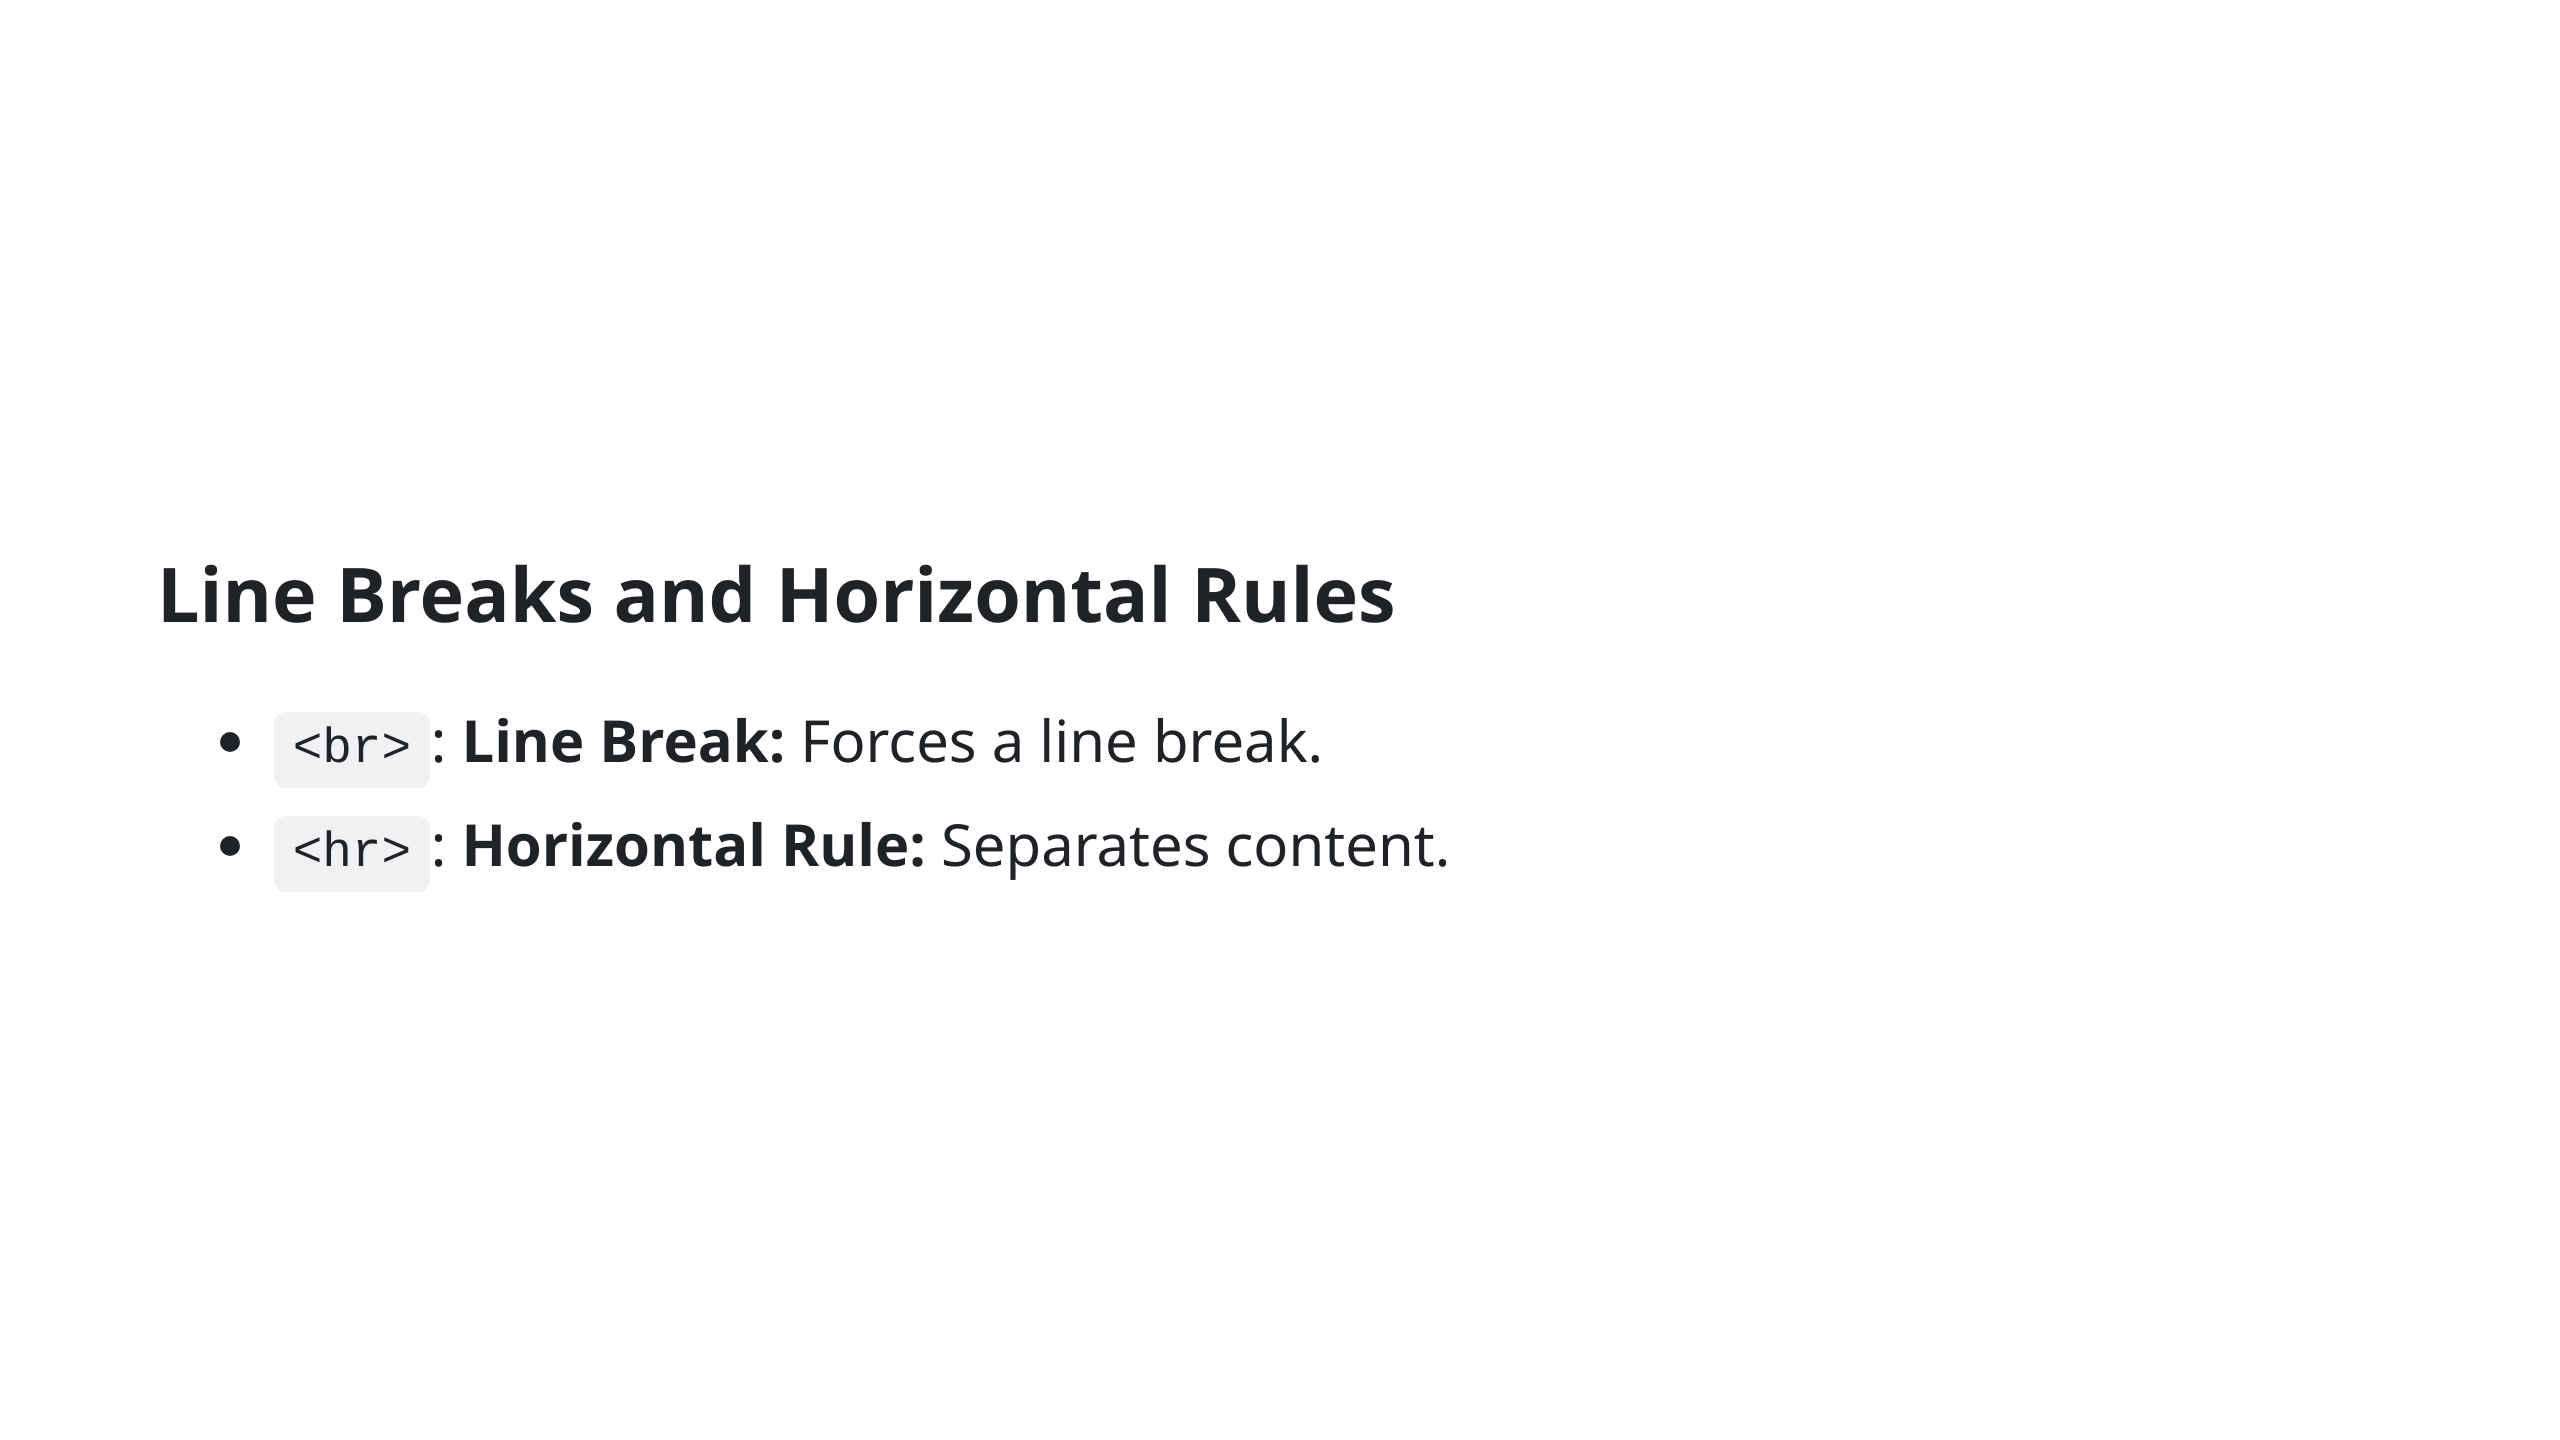 Line Breaks and Horizontal Rules
• <br>: Line Break: Forces a line break.
• <hr>: Horizontal Rule: Separates content.